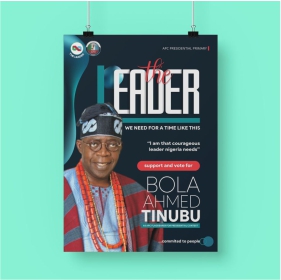 APC PRESIDENTIAL PRIMARY
the
LEADER
WE NEED FOR A TIME LIKE THIS
"I am that courageous
leader nigeria needs"
support and vote for
BOLA
AHMED
TINUBU
...commited to people